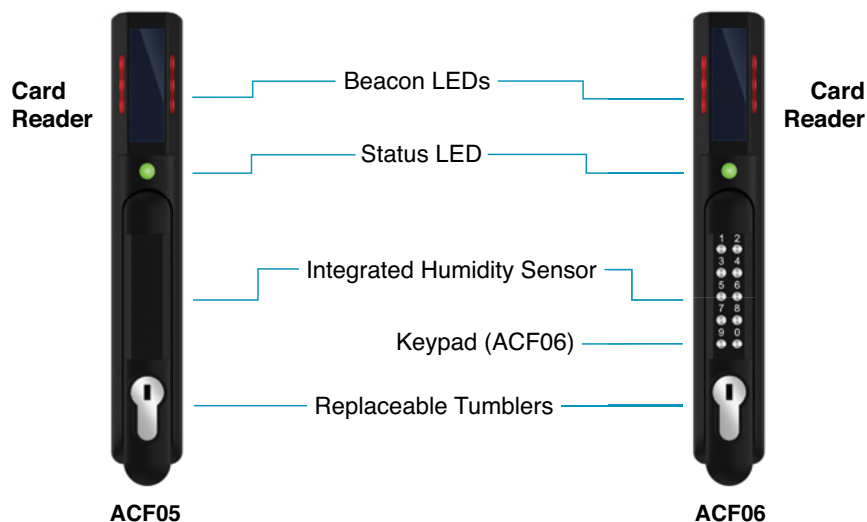 Beacon LEDs
Card
Reader
Card
Reader
Status LED
1 2
3 4
Integrated Humidity Sensor
5 6
7 8
Keypad (ACF06)
9 0
Replaceable Tumblers
ACF05
ACF06